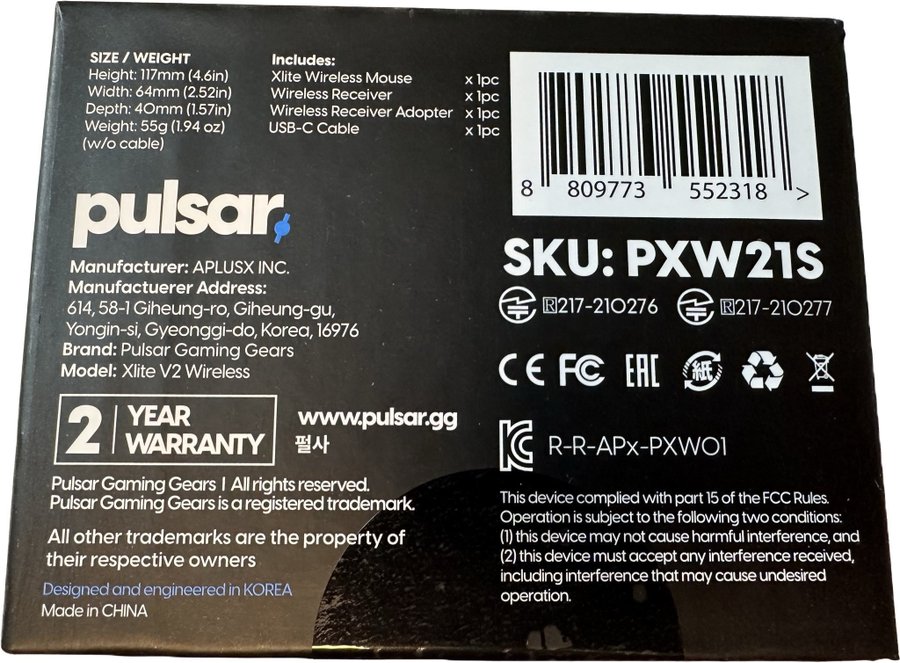 SIZE / WEIGHT
Height: 117mm (4.6in)
Width: 64mm (2.52in)
Depth: 40mm (1.57in)
Weight: 55g (1.94 oz)
(w/o cable)
Includes:
Xlite Wireless Mouse x 1pc
Wireless Receiver x 1pc
Wireless Receiver Adopter x 1pc
USB-C Cable x 1pc
8 809773 552318 >
pulsar
Manufacturer: APLUSX INC.
Manufactuerer Address:
614, 58-1 Giheung-ro, Giheung-gu,
Yongin-si, Gyeonggi-do, Korea, 16976
Brand: Pulsar Gaming Gears
Model: Xlite V2 Wireless
SKU: PXW21S
R 217-210276 R 217-210277
CE FC EAC 紙
2 YEAR
WARRANTY
www.pulsar.gg
펄사
R-R-APx-PXW01
Pulsar Gaming Gears | All rights reserved.
Pulsar Gaming Gears is a registered trademark.
All other trademarks are the property of
their respective owners
Designed and engineered in KOREA
Made in CHINA
This device complied with part 15 of the FCC Rules.
Operation is subject to the following two conditions:
(1) this device may not cause harmful interference, and
(2) this device must accept any interference received,
including interference that may cause undesired
operation.